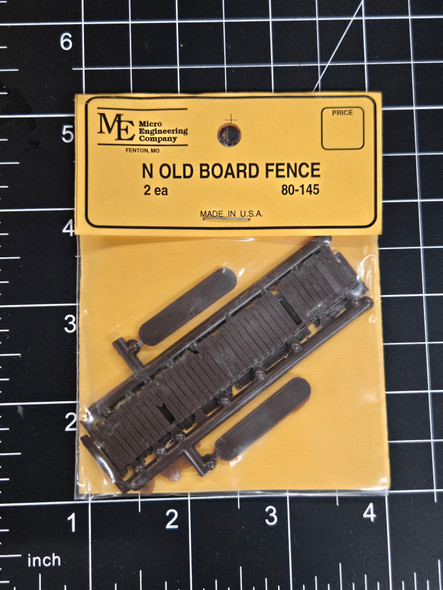 6
5
4
3
2
1
2
3
4
inch
ME
Micro
Engineering
Company
FENTON, MO
PRICE
N OLD BOARD FENCE
2 ea 80-145
MADE IN U.S.A.